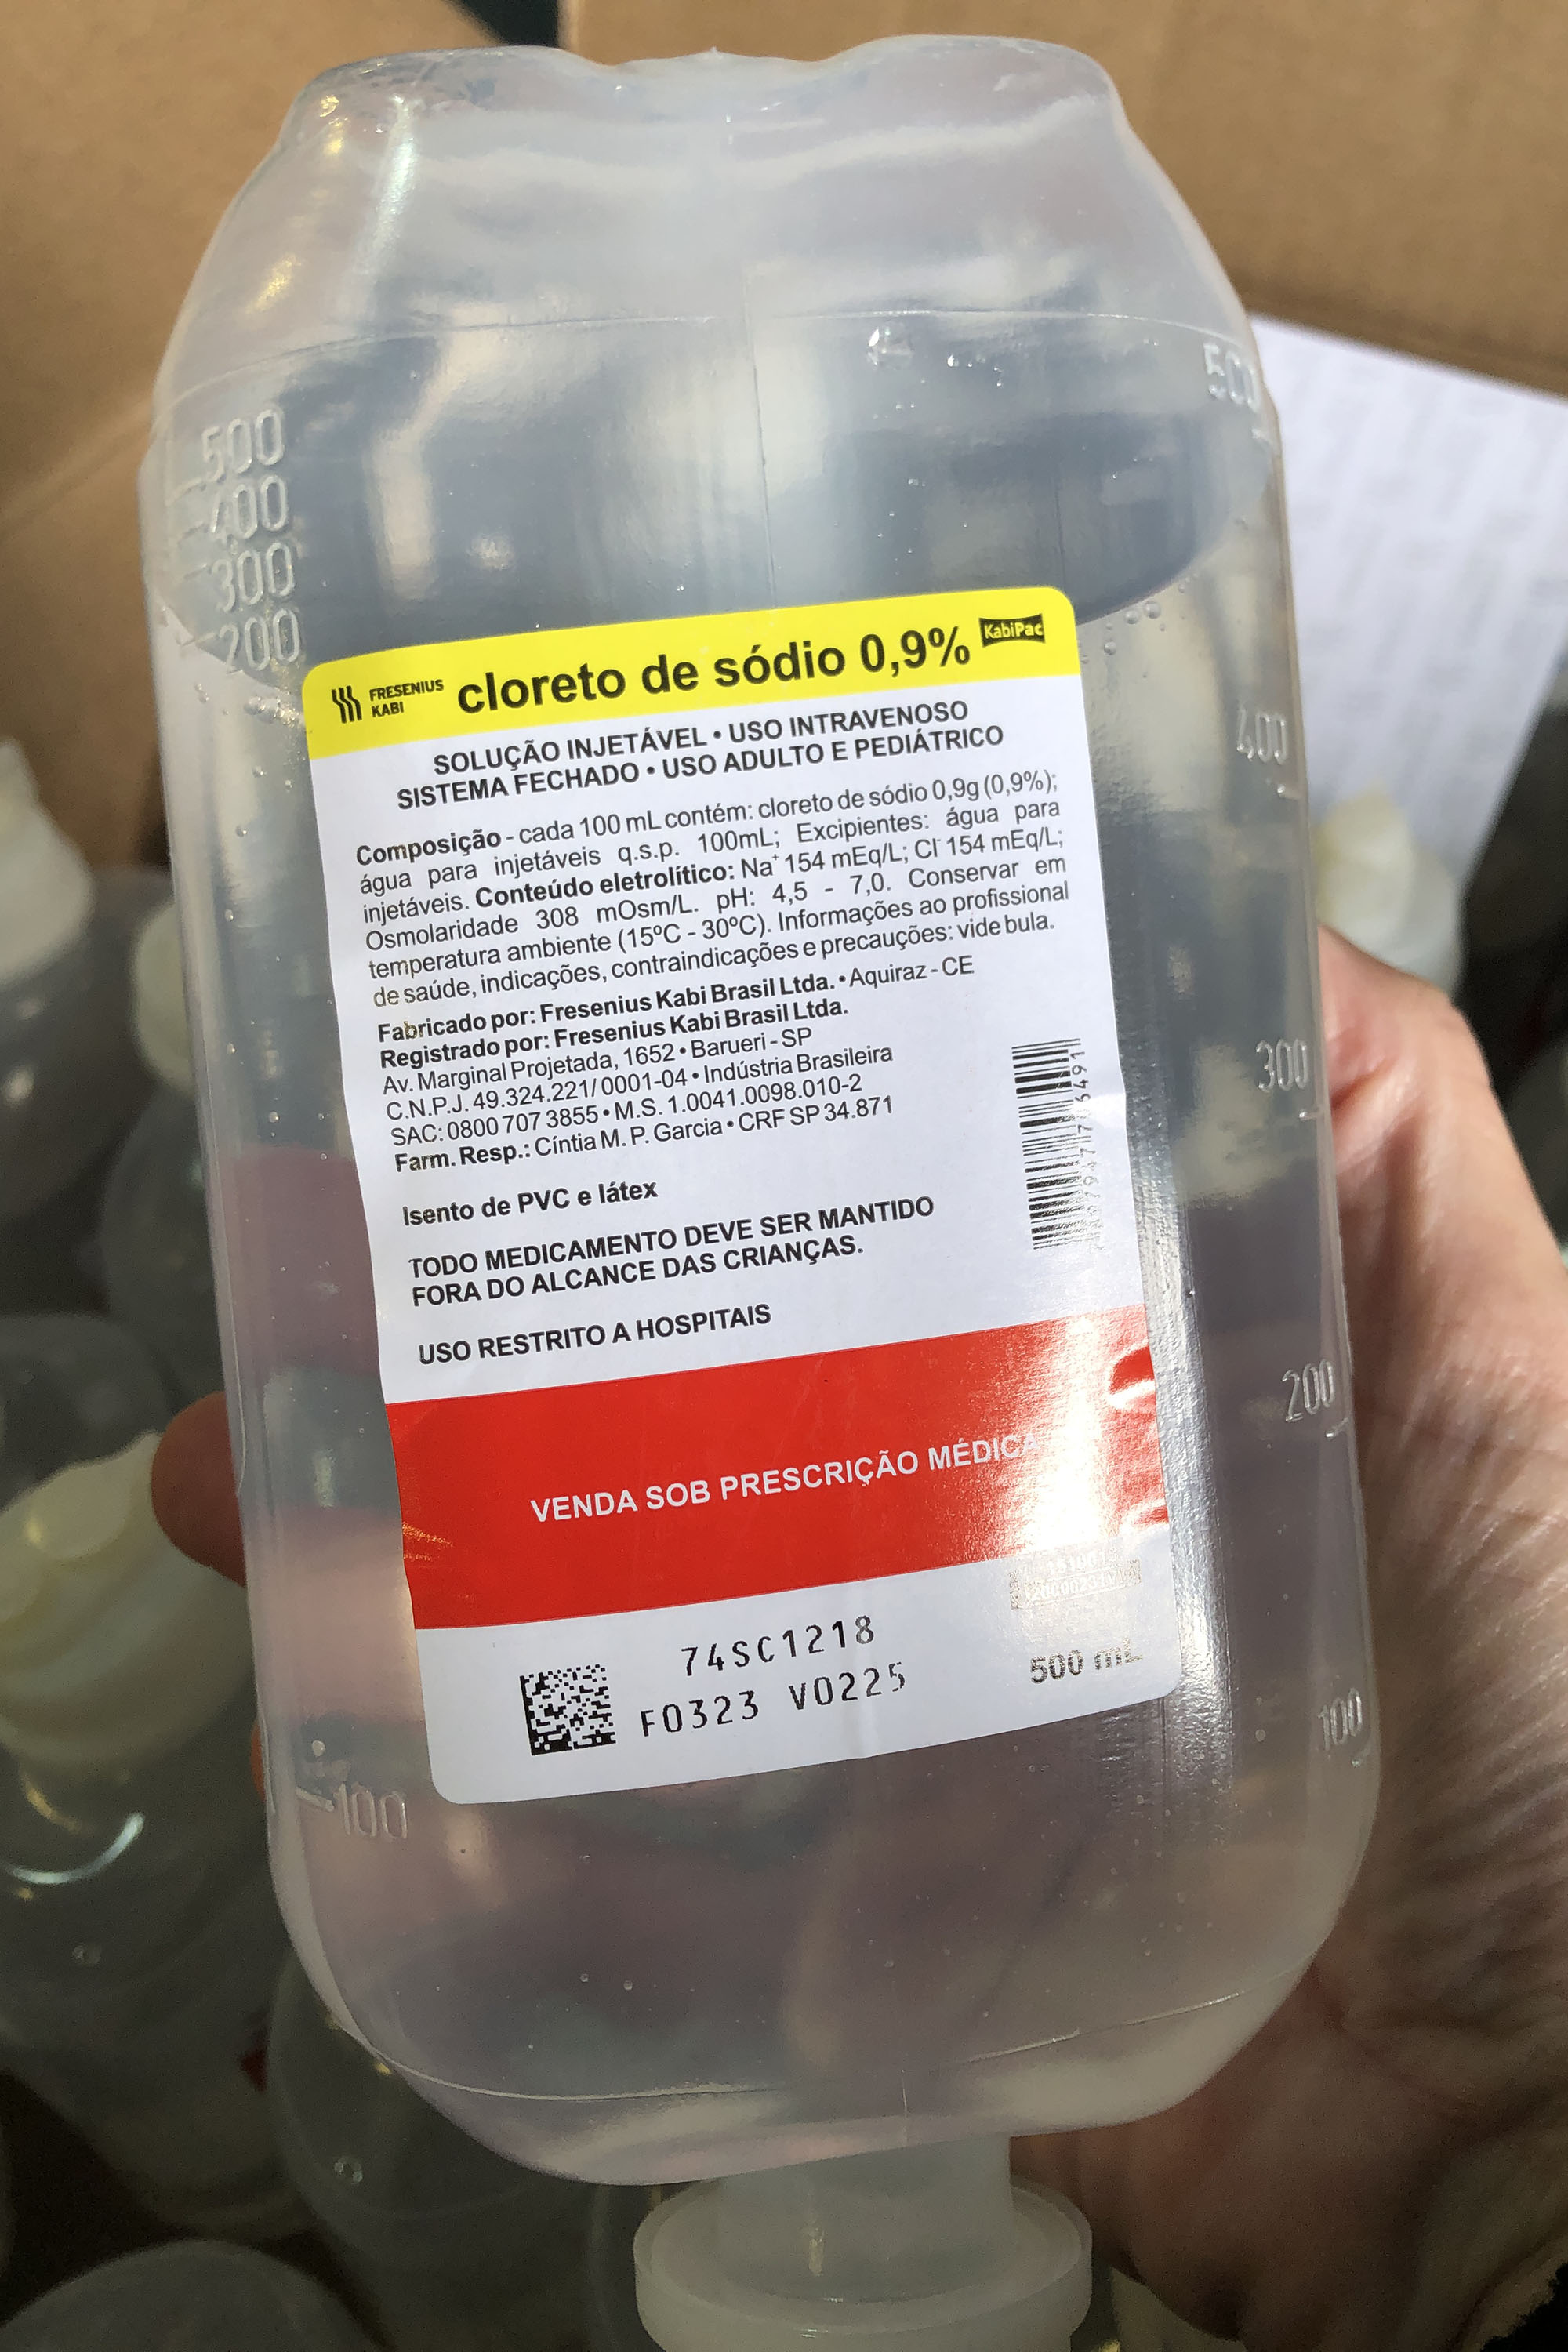 500
400
300
200
500
FRESENIUS
KABI
cloreto de sódio 0,9%
KabiPac
SOLUÇÃO INJETÁVEL • USO INTRAVENOSO
SISTEMA FECHADO • USO ADULTO E PEDIÁTRICO
Composição - cada 100 mL contém: cloreto de sódio 0,9g (0,9%);
água para injetáveis q.s.p. 100mL; Excipientes: água para
injetáveis. Conteúdo eletrolítico: Na⁺ 154 mEq/L; Cl⁻ 154 mEq/L;
Osmolaridade 308 mOsm/L. pH: 4,5 - 7,0. Conservar em
temperatura ambiente (15ºC - 30ºC). Informações ao profissional
de saúde, indicações, contraindicações e precauções: vide bula.
Fabricado por: Fresenius Kabi Brasil Ltda. • Aquiraz - CE
Registrado por: Fresenius Kabi Brasil Ltda.
Av. Marginal Projetada, 1652 • Barueri - SP
C.N.P.J. 49.324.221/0001-04 • Indústria Brasileira
SAC: 0800 707 3855 • M.S. 1.0041.0098.010-2
Farm. Resp.: Cíntia M. P. Garcia • CRF SP 34.871
Isento de PVC e látex
TODO MEDICAMENTO DEVE SER MANTIDO
FORA DO ALCANCE DAS CRIANÇAS.
USO RESTRITO A HOSPITAIS
VENDA SOB PRESCRIÇÃO MÉDICA
74SC1218
F0323 V0225
500 mL
400
300
200
100
100